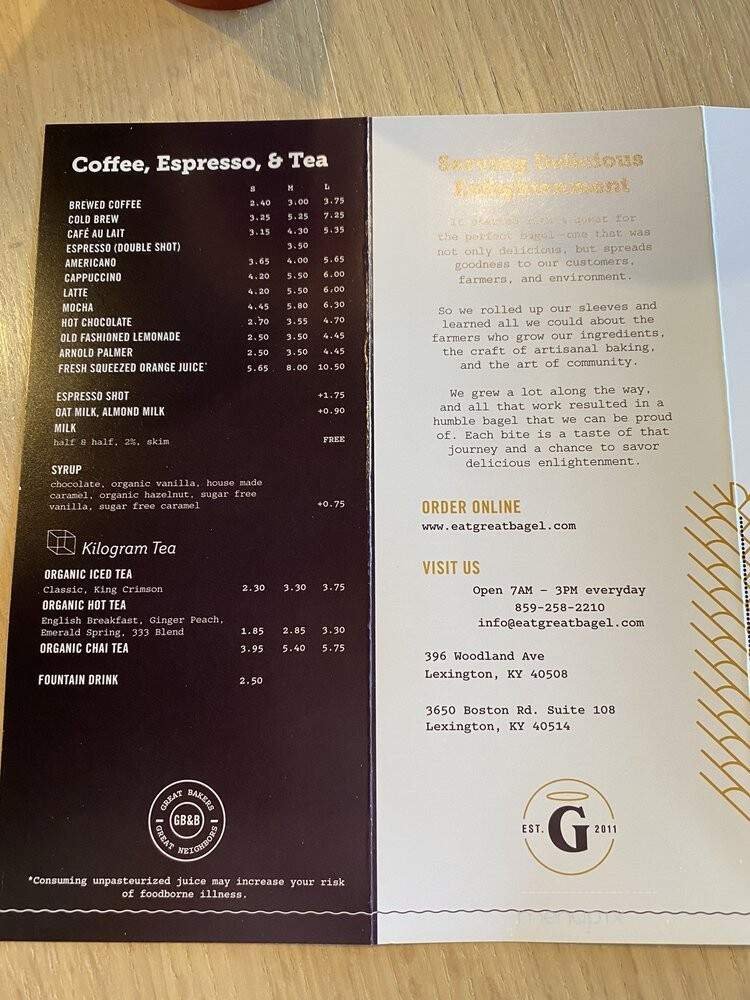 Coffee, Espresso, & Tea
S M L
BREWED COFFEE 2.40 3.00 3.75
COLD BREW 3.25 5.25 7.25
CAFÉ AU LAIT 3.15 4.30 5.35
ESPRESSO (DOUBLE SHOT) 3.50
AMERICANO 3.65 4.00 5.65
CAPPUCCINO 4.20 5.50 6.00
LATTE 4.20 5.50 6.00
MOCHA 4.45 5.80 6.30
HOT CHOCOLATE 2.70 3.55 4.70
OLD FASHIONED LEMONADE 2.50 3.50 4.45
ARNOLD PALMER 2.50 3.50 4.45
FRESH SQUEEZED ORANGE JUICE* 5.65 8.00 10.50
ESPRESSO SHOT +1.75
OAT MILK, ALMOND MILK +0.90
MILK
half & half, 2%, skim FREE
SYRUP
chocolate, organic vanilla, house made
caramel, organic hazelnut, sugar free
vanilla, sugar free caramel +0.75
Kilogram Tea
ORGANIC ICED TEA
Classic, King Crimson 2.30 3.30 3.75
ORGANIC HOT TEA
English Breakfast, Ginger Peach,
Emerald Spring, 333 Blend 1.85 2.85 3.30
ORGANIC CHAI TEA 3.95 5.40 5.75
FOUNTAIN DRINK 2.50
GREAT BAKERS
GB&B
GREAT NEIGHBORS
*Consuming unpasteurized juice may increase your risk
of foodborne illness.
Serving Delicious
Enlightenment
It started with a quest for
the perfect bagel—one that was
not only delicious, but spreads
goodness to our customers,
farmers, and environment.
So we rolled up our sleeves and
learned all we could about the
farmers who grow our ingredients,
the craft of artisanal baking,
and the art of community.
We grew a lot along the way,
and all that work resulted in a
humble bagel that we can be proud
of. Each bite is a taste of that
journey and a chance to savor
delicious enlightenment.
ORDER ONLINE
www.eatgreatbagel.com
VISIT US
Open 7AM – 3PM everyday
859-258-2210
info@eatgreatbagel.com
396 Woodland Ave
Lexington, KY 40508
3650 Boston Rd. Suite 108
Lexington, KY 40514
EST. G 2011